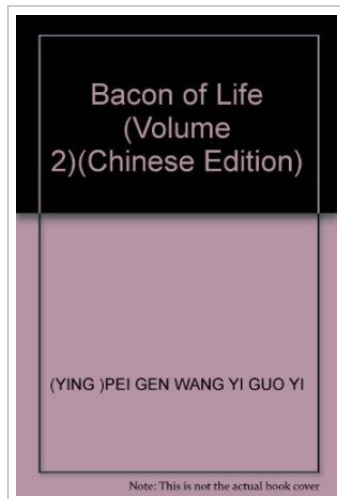 Bacon of Life
(Volume
2)(Chinese Edition)
(YING )PEI GEN WANG YI GUO YI
Note: This is not the actual book cover